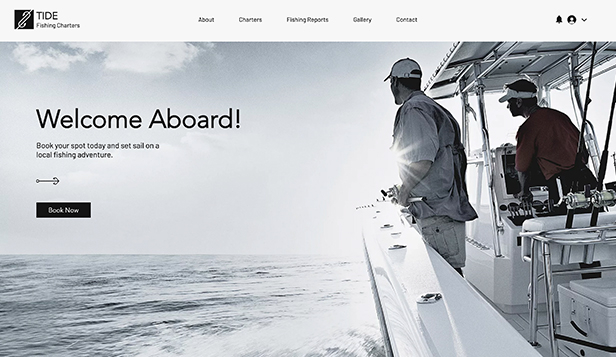 TIDE
Fishing Charters
About Charters Fishing Reports Gallery Contact
Welcome Aboard!
Book your spot today and set sail on a
local fishing adventure.
Book Now